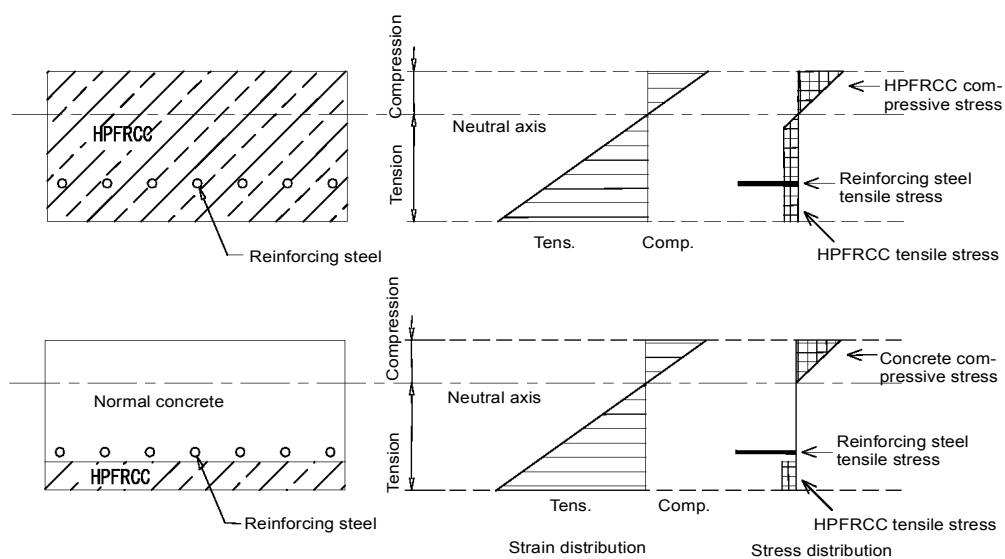 Compression
HPFRCC com-
pressive stress
Neutral axis
HPFRCC
Tension
Reinforcing steel
tensile stress
Reinforcing steel
Tens.
Comp.
HPFRCC tensile stress
Compression
Concrete com-
pressive stress
Normal concrete
Neutral axis
Tension
Reinforcing steel
tensile stress
HPFRCC
Reinforcing steel
Tens.
Comp.
HPFRCC tensile stress
Strain distribution
Stress distribution